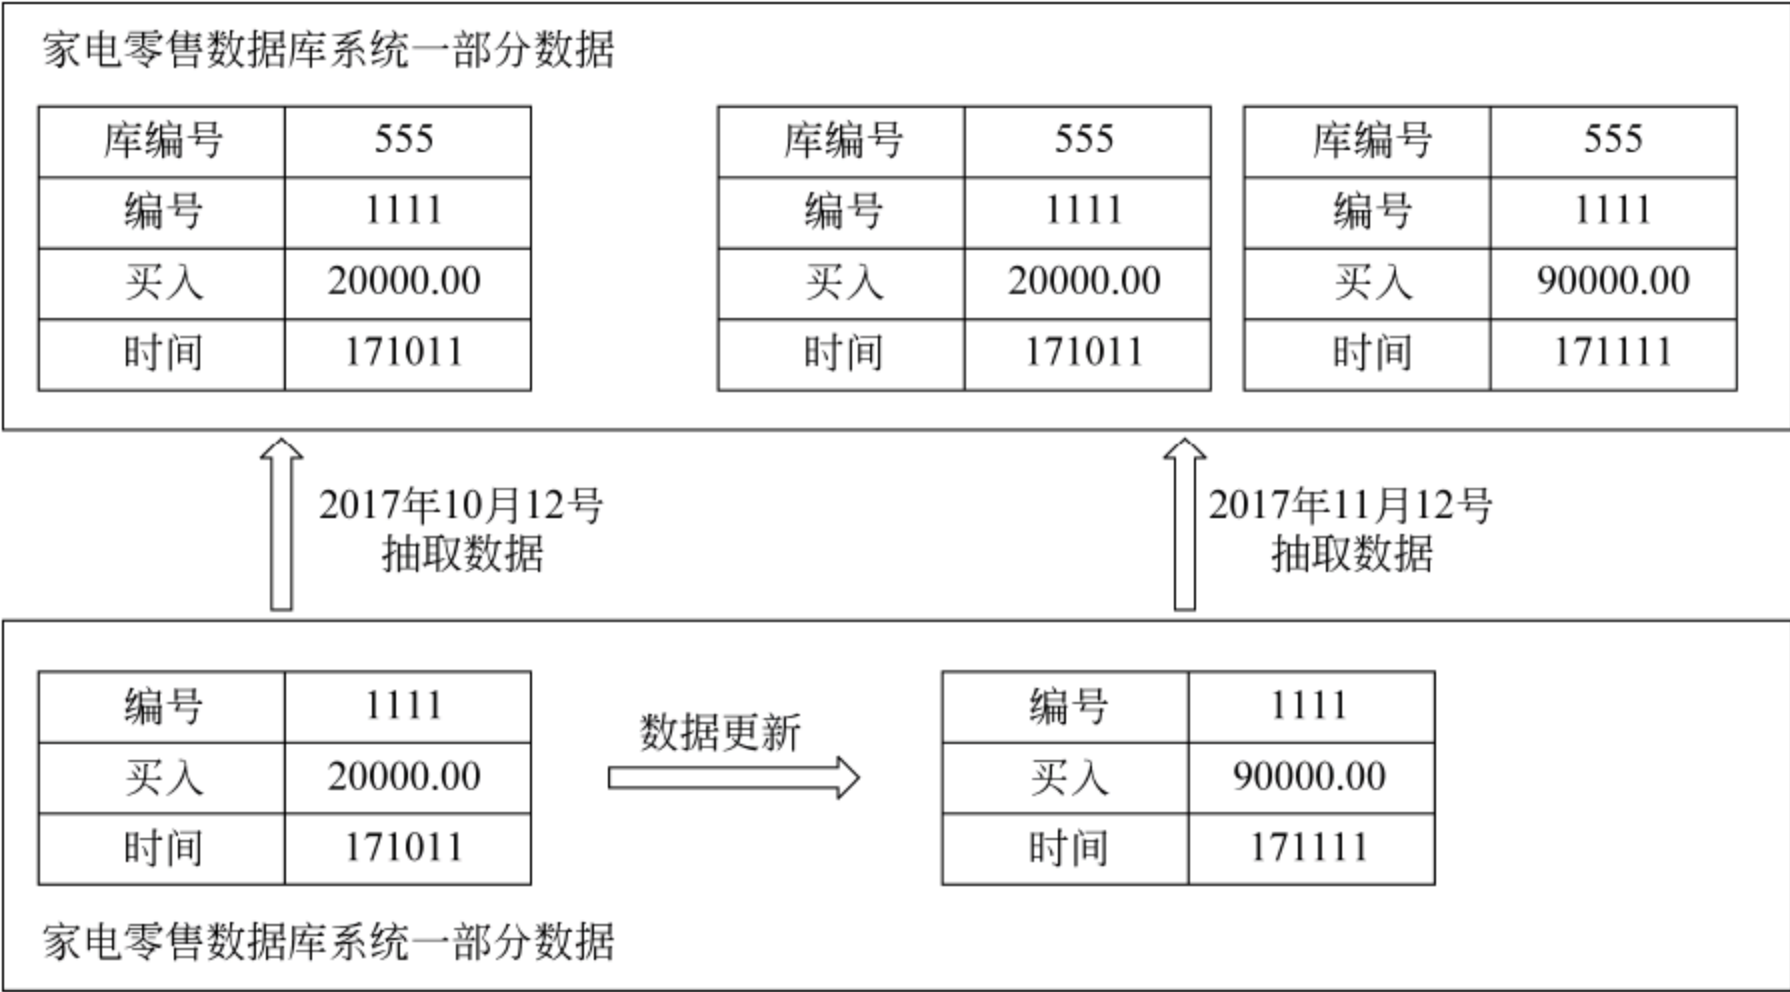 家电零售数据库系统一部分数据
库编号 555
编号 1111
买入 20000.00
时间 171011
库编号 555
编号 1111
买入 20000.00
时间 171011
库编号 555
编号 1111
买入 90000.00
时间 171111
2017年10月12号
抽取数据
2017年11月12号
抽取数据
编号 1111
买入 20000.00
时间 171011
数据更新
编号 1111
买入 90000.00
时间 171111
家电零售数据库系统一部分数据